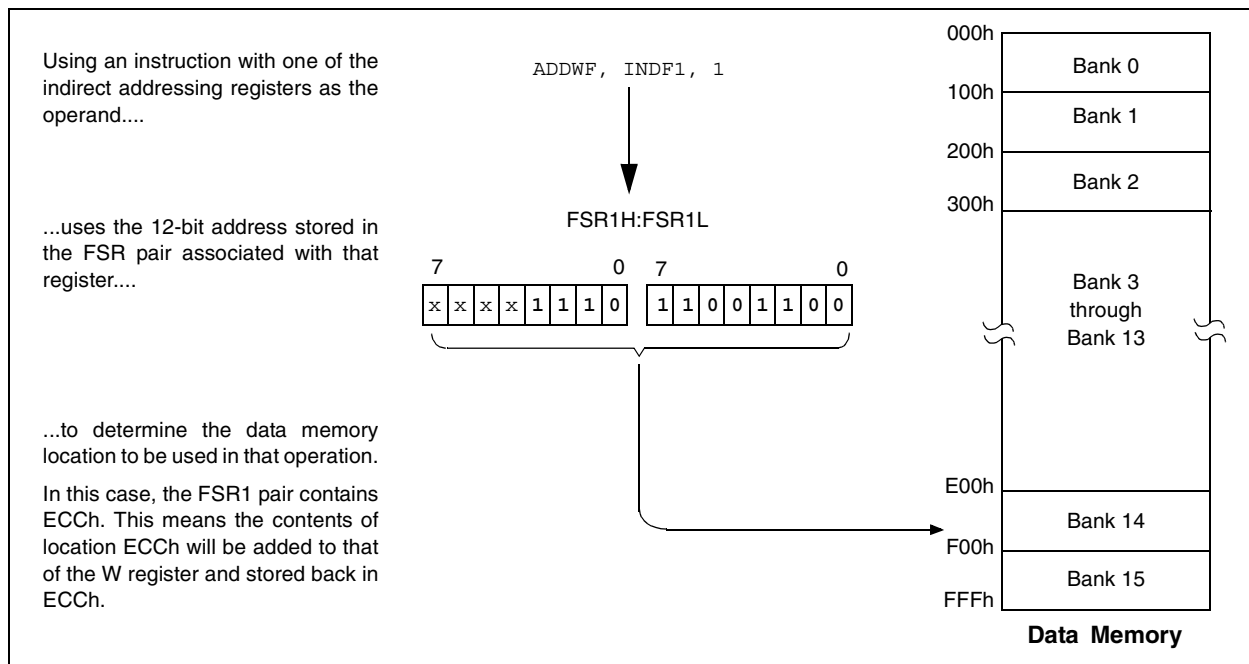 Using an instruction with one of the
indirect addressing registers as the
operand....
ADDWF, INDF1, 1
...uses the 12-bit address stored in
the FSR pair associated with that
register....
FSR1H:FSR1L
7 0 7 0
x x x x 1 1 1 0 1 1 0 0 1 1 0 0
...to determine the data memory
location to be used in that operation.
In this case, the FSR1 pair contains
ECCh. This means the contents of
location ECCh will be added to that
of the W register and stored back in
ECCh.
000h
Bank 0
100h
Bank 1
200h
Bank 2
300h
Bank 3
through
Bank 13
E00h
Bank 14
F00h
Bank 15
FFFh
Data Memory